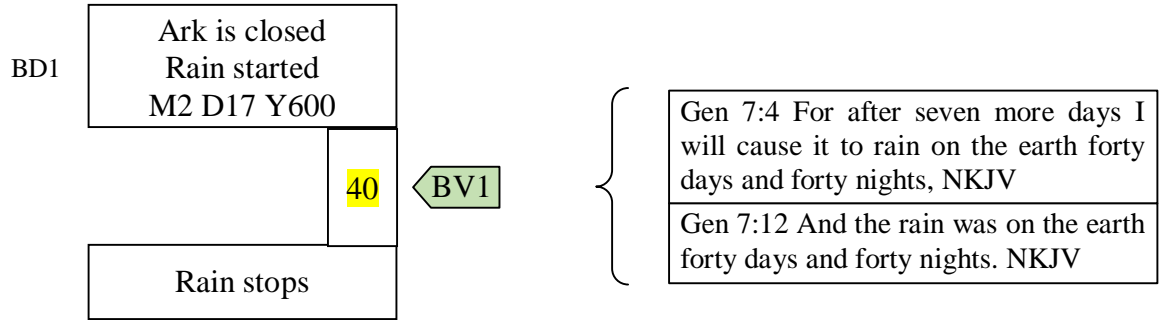 BD1
Ark is closed
Rain started
M2 D17 Y600
40
BV1
Rain stops
Gen 7:4 For after seven more days I
will cause it to rain on the earth forty
days and forty nights, NKJV
Gen 7:12 And the rain was on the earth
forty days and forty nights. NKJV